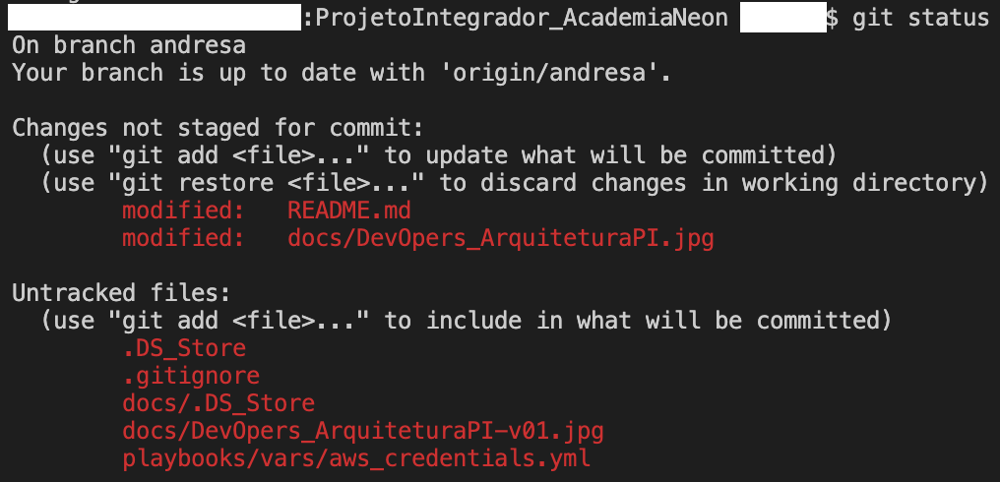 :ProjetoIntegrador_AcademiaNeon $ git status
On branch andresa
Your branch is up to date with 'origin/andresa'.
Changes not staged for commit:
(use "git add <file>..." to update what will be committed)
(use "git restore <file>..." to discard changes in working directory)
modified: README.md
modified: docs/DevOpers_ArquiteturaPI.jpg
Untracked files:
(use "git add <file>..." to include in what will be committed)
.DS_Store
.gitignore
docs/.DS_Store
docs/DevOpers_ArquiteturaPI-v01.jpg
playbooks/vars/aws_credentials.yml